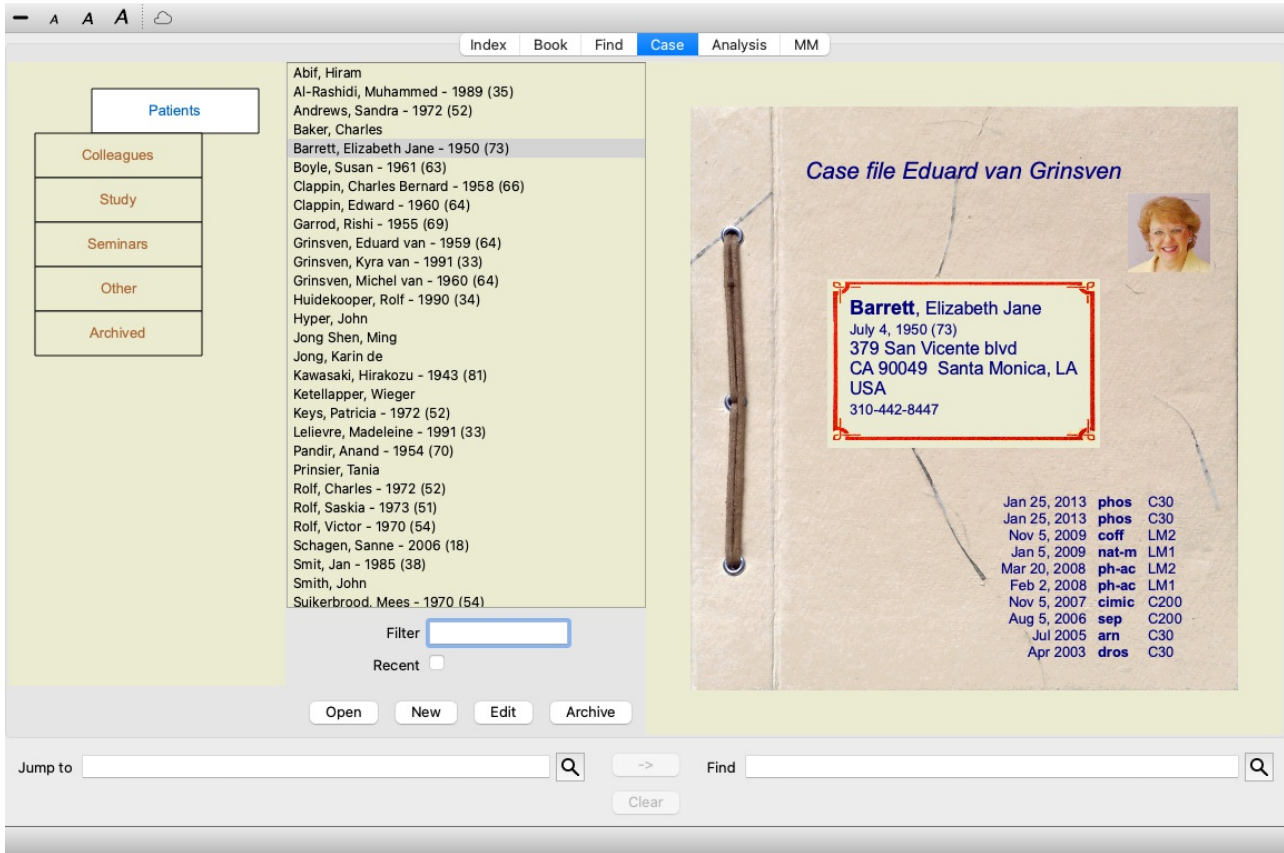 A A A
Index Book Find Case Analysis MM
Patients
Colleagues
Study
Seminars
Other
Archived
Abif, Hiram
Al-Rashidi, Muhammed - 1989 (35)
Andrews, Sandra - 1972 (52)
Baker, Charles
Barrett, Elizabeth Jane - 1950 (73)
Boyle, Susan - 1961 (63)
Clappin, Charles Bernard - 1958 (66)
Clappin, Edward - 1960 (64)
Garrod, Rishi - 1955 (69)
Grinsven, Eduard van - 1959 (64)
Grinsven, Kyra van - 1991 (33)
Grinsven, Michel van - 1960 (64)
Huidekooper, Rolf - 1990 (34)
Hyper, John
Jong Shen, Ming
Jong, Karin de
Kawasaki, Hirakozu - 1943 (81)
Ketellapper, Wieger
Keys, Patricia - 1972 (52)
Lelievre, Madeleine - 1991 (33)
Pandir, Anand - 1954 (70)
Prinsier, Tania
Rolf, Charles - 1972 (52)
Rolf, Saskia - 1973 (51)
Rolf, Victor - 1970 (54)
Schagen, Sanne - 2006 (18)
Smit, Jan - 1985 (38)
Smith, John
Suikerbrood, Mees - 1970 (54)
Filter
Recent
Open New Edit Archive
Case file Eduard van Grinsven
Barrett, Elizabeth Jane
July 4, 1950 (73)
379 San Vicente blvd
CA 90049 Santa Monica, LA
USA
310-442-8447
Jan 25, 2013 phos C30
Jan 25, 2013 phos C30
Nov 5, 2009 coff LM2
Jan 5, 2009 nat-m LM1
Mar 20, 2008 ph-ac LM2
Feb 2, 2008 ph-ac LM1
Nov 5, 2007 cimic C200
Aug 5, 2006 sep C200
Jul 2005 arn C30
Apr 2003 dros C30
Jump to -> Find
Clear